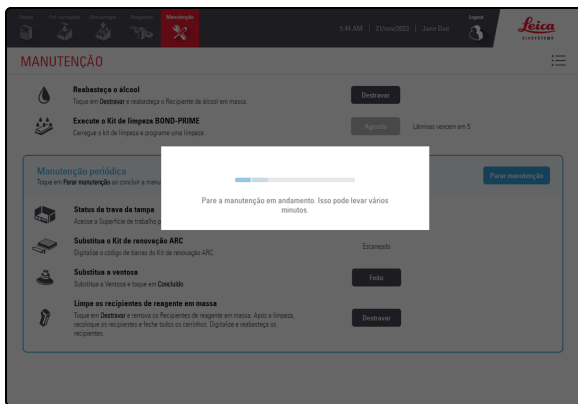 Status Pré-carregado Descarregar Reagentes Manutenção
5:44 AM | 21/nov/2023 | Jane Doe
Logout
Leica
BIOSYSTEMS
MANUTENÇÃO
Reabasteça o álcool
Toque em Destravar e reabasteça o Recipiente de álcool em massa.
Destravar
Execute o Kit de limpeza BOND-PRIME
Carregue o kit de limpeza e programe uma limpeza.
Agenda
Lâminas vencem em 5
Manutenção periódica
Toque em Parar manutenção ao concluir a manu
Parar manutenção
Pare a manutenção em andamento. Isso pode levar vários
minutos.
Status da trava da tampa
Acesse a Superfície de trabalho p
Substitua o Kit de renovação ARC
Digitalize o código de barras do Kit de renovação ARC.
Escaneado
Substitua a ventosa
Substitua a Ventosa e toque em Concluído
Feito
Limpe os recipientes de reagente em massa
Toque em Destravar e remova os Recipientes de reagente em massa. Após a limpeza,
recoloque os recipientes e feche todos os carrinhos. Digitalize e reabasteça os
recipientes.
Destravar